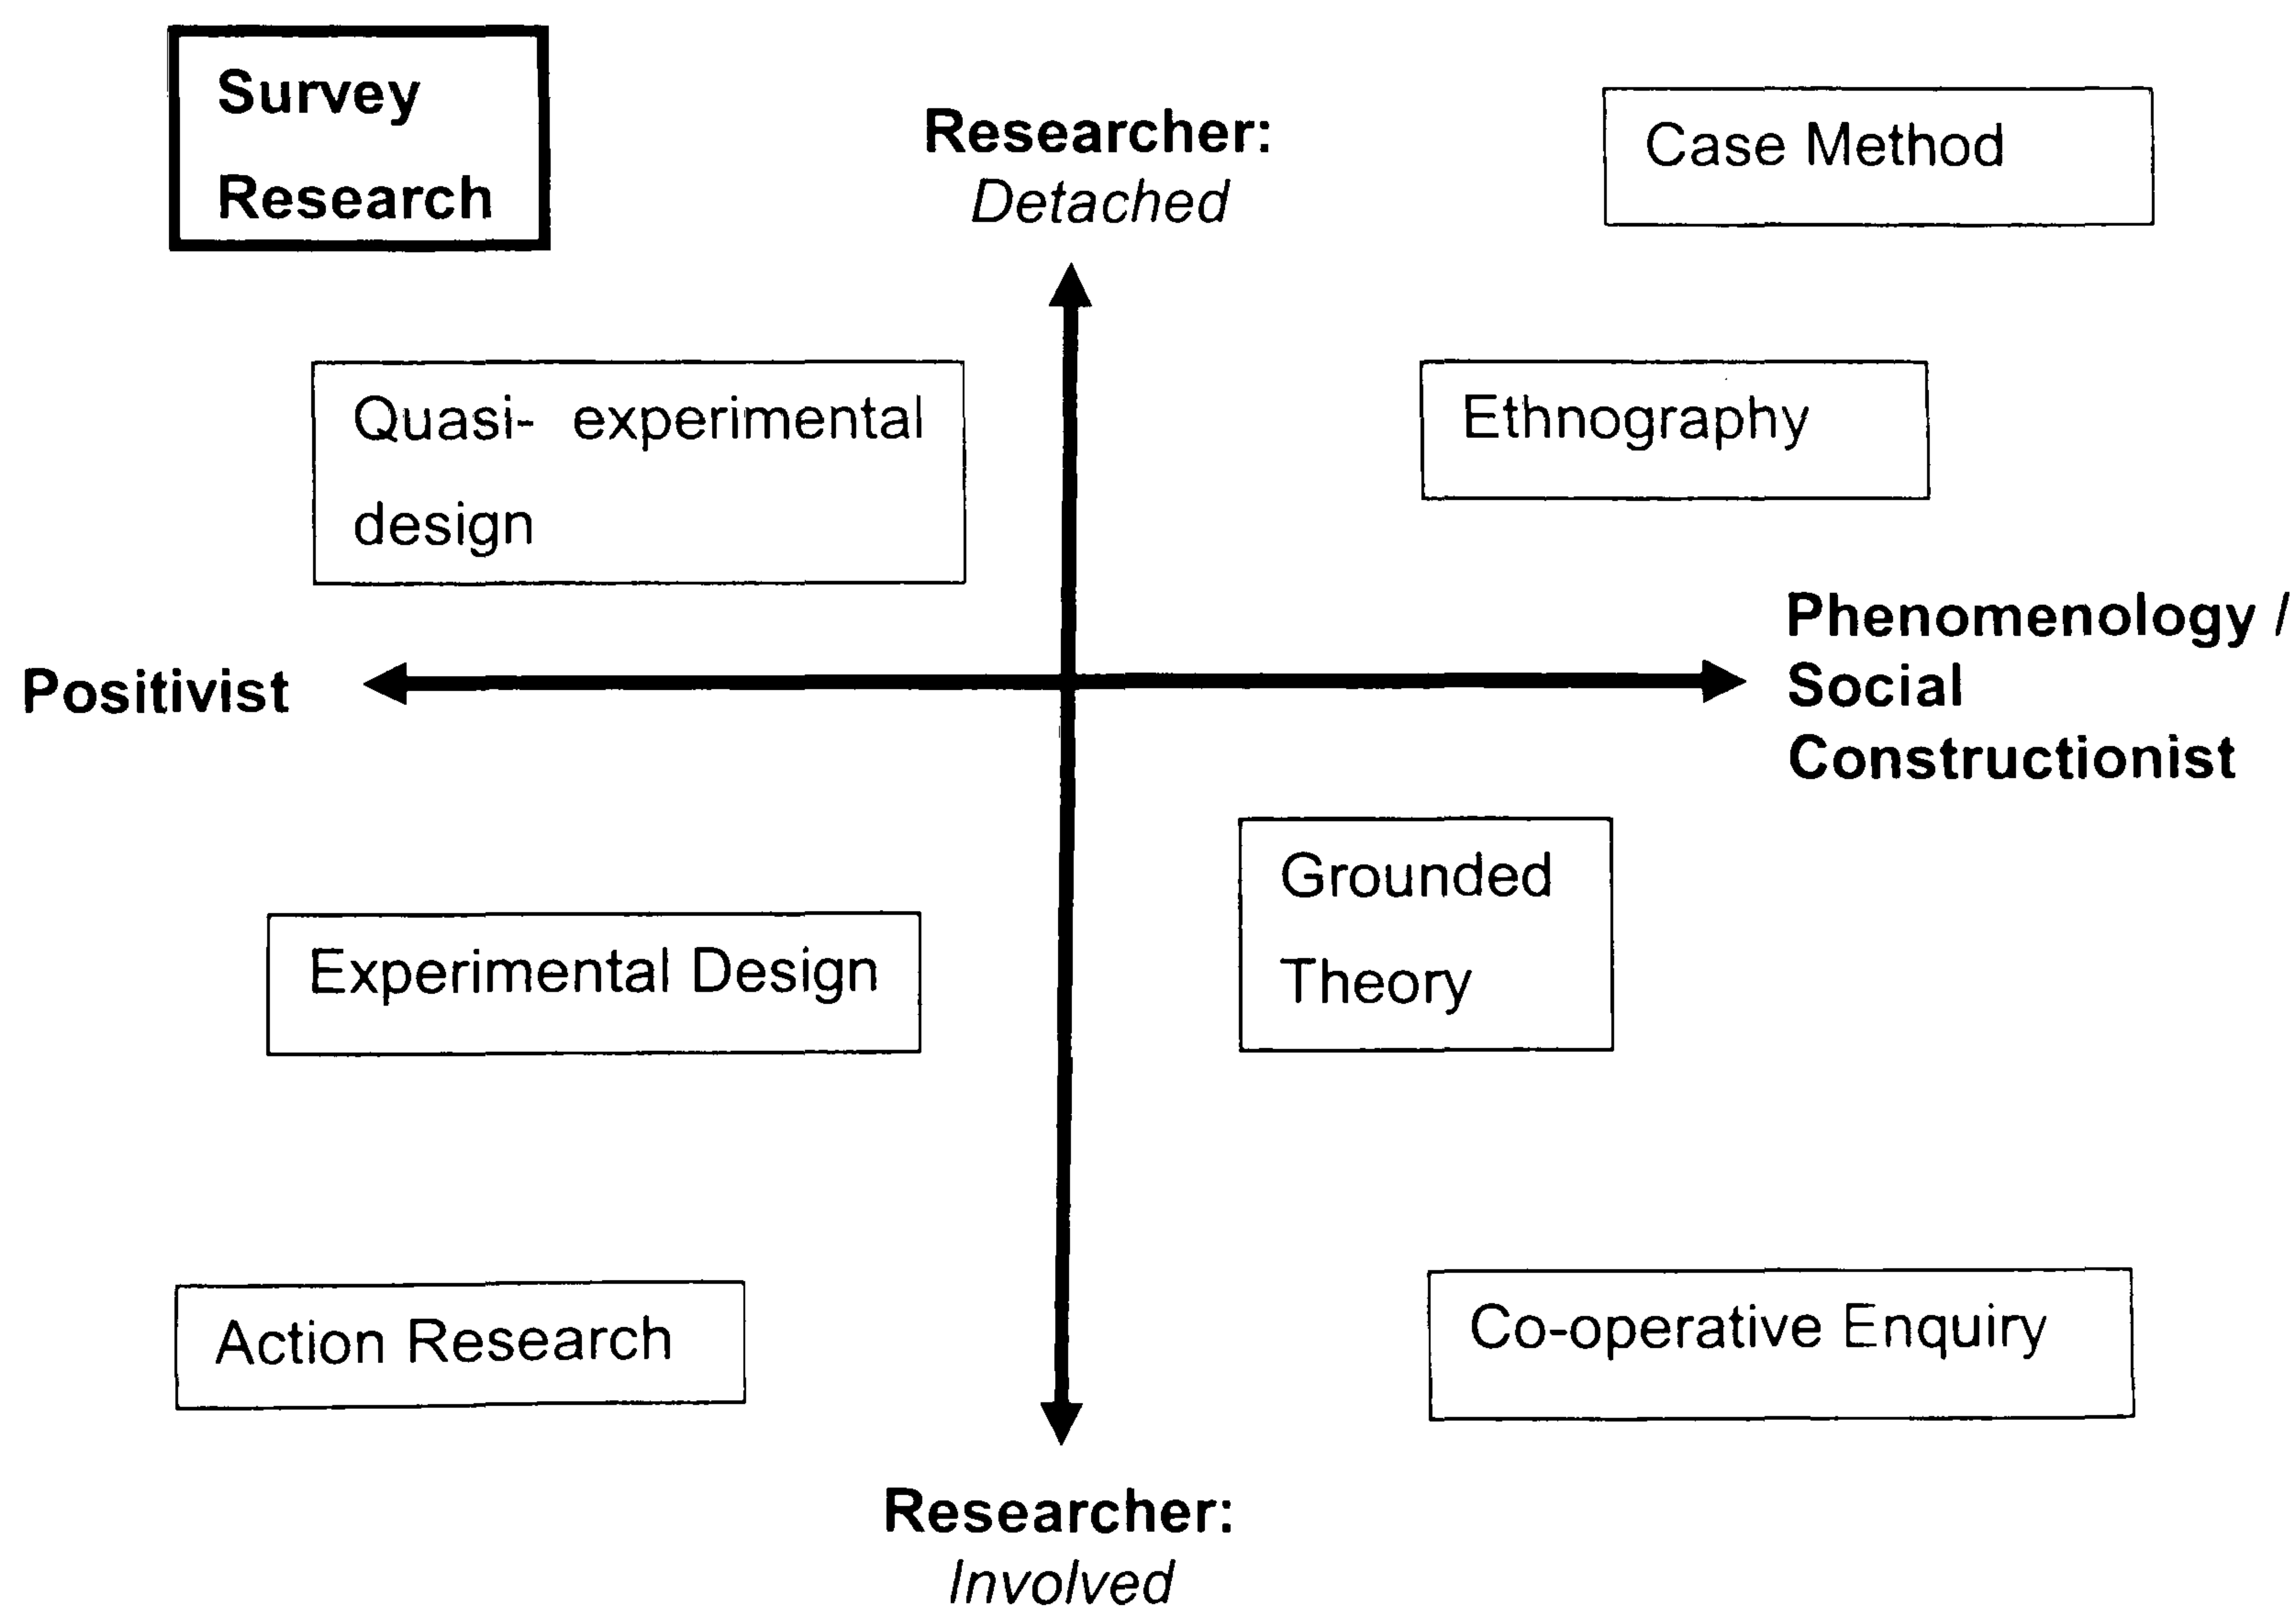 Survey
Research
Researcher:
Detached
Case Method
Quasi- experimental
design
Ethnography
Positivist
Phenomenology /
Social
Constructionist
Experimental Design
Grounded
Theory
Action Research
Co-operative Enquiry
Researcher:
Involved